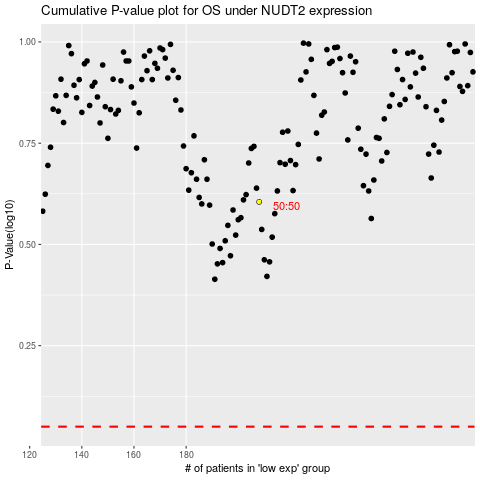 Cumulative P-value plot for OS under NUDT2 expression
1.00
0.75
0.50
0.25
P-Value(log10)
50:50
120 140 160 180
# of patients in 'low exp' group